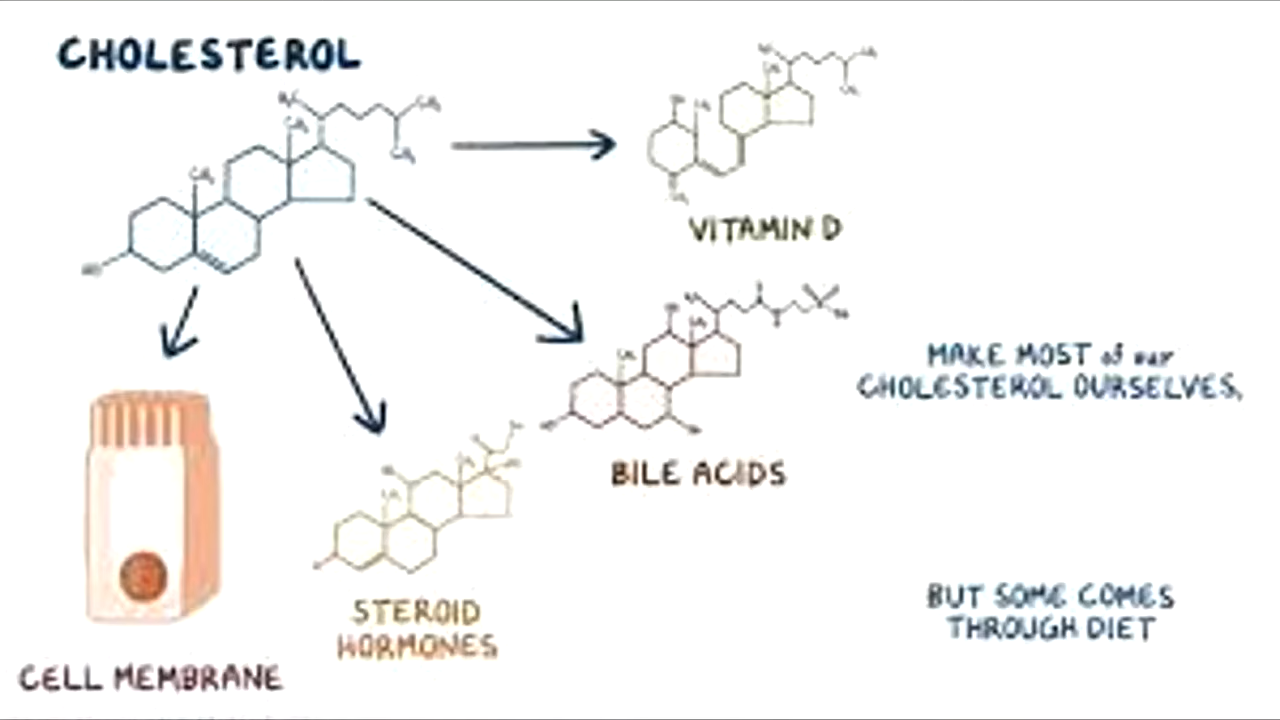 CHOLESTEROL
VITAMIN D
BILE ACIDS
MAKE MOST of our
CHOLESTEROL OURSELVES,
STEROID
HORMONES
BUT SOME COMES
THROUGH DIET
CELL MEMBRANE